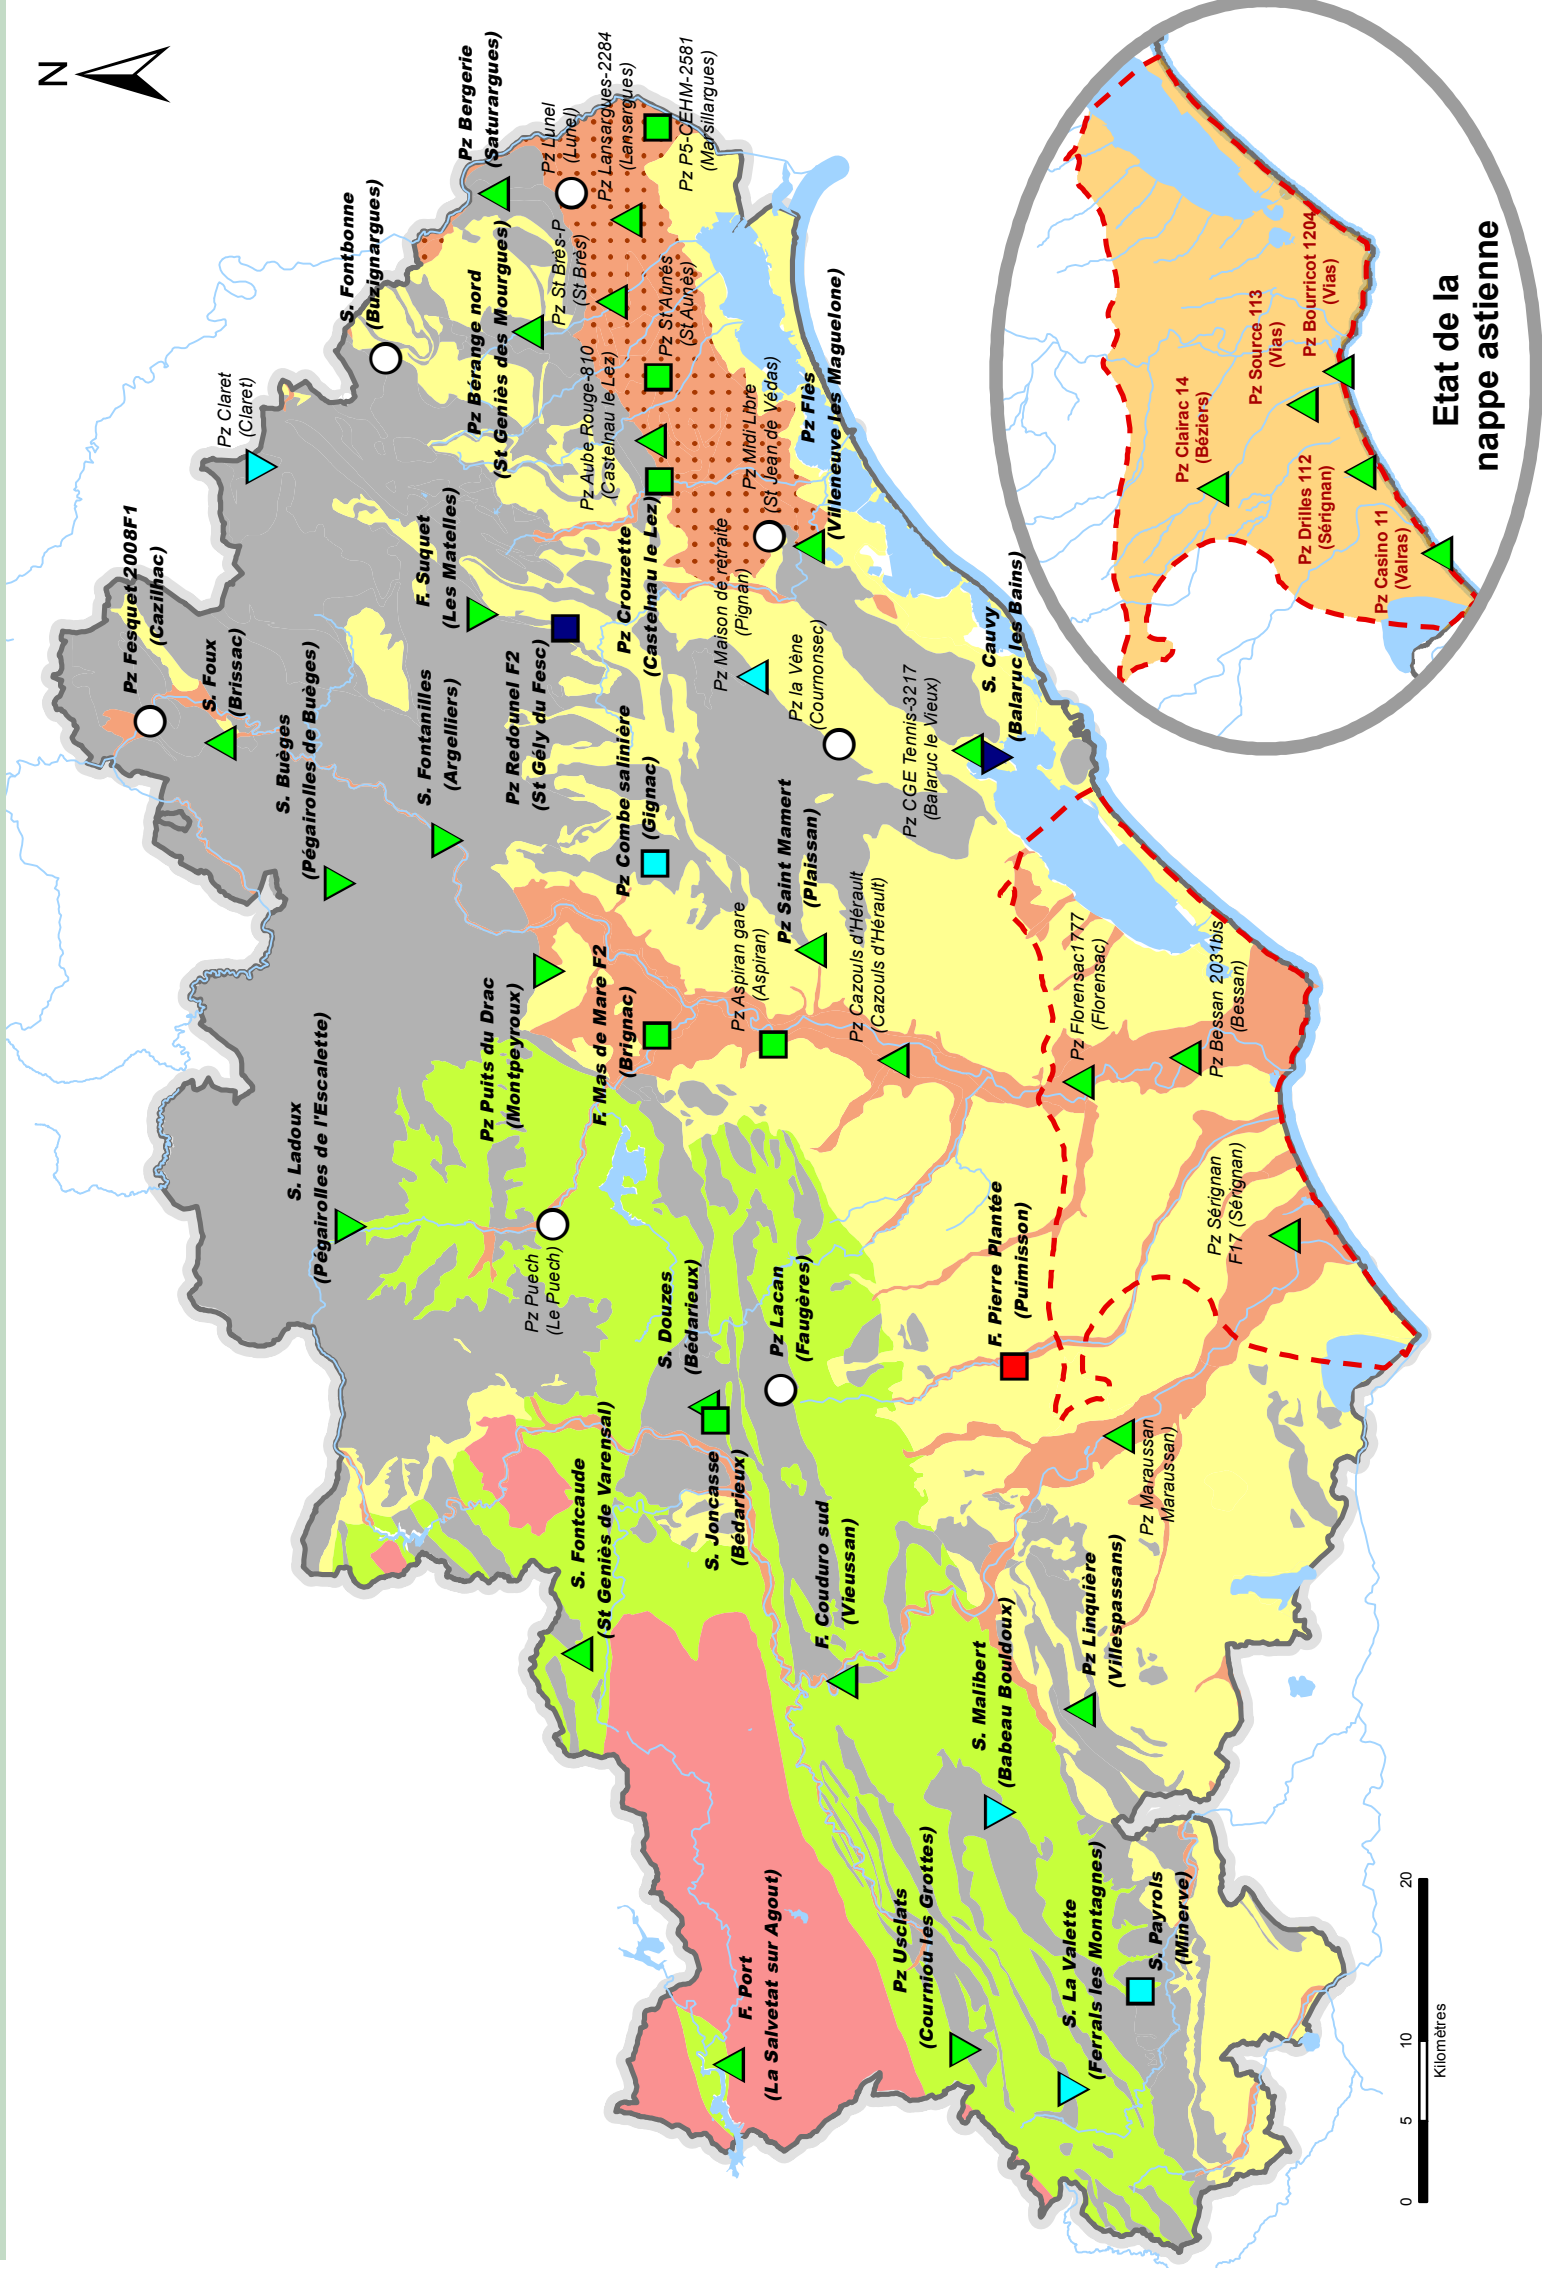 N
Pz Bergerie
(Saturargues)
Pz Lunel
(Lunel)
Pz Lansargues-2284
(Lansargues)
Pz P5-CEHM-2581
(Marsillargues)
S. Fontbonne
(Buzignargues)
Pz Bérange nord
(St Geniès des Mourgues)
Pz St Brès-P
(St Brès)
Pz St Aunès
(St Aunès)
Pz Claret
(Claret)
Pz Aube Rouge-810
(Castelnau le Lez)
Pz Midi Libre
(St Jean de Védas)
Pz Flès
(Villeneuve les Maguelone)
Pz Fesquet 2008F1
(Cazilhac)
S. Foux
(Brissac)
F. Suquet
(Les Matelles)
Pz Crouzette
(Castelnau le Lez)
Pz Maison de retraite
(Pignan)
S. Buèges
(Pégairolles de Buèges)
S. Fontanilles
(Argelliers)
Pz Redounel F2
(St Gély du Fesc)
Pz Combe salinière
(Gignac)
Pz la Vène
(Cournonsec)
Pz CGE Tennis-3217
(Balaruc le Vieux)
S. Cauvy
(Balaruc les Bains)
Pz Saint Mamert
(Plaissan)
Pz Aspiran gare
(Aspiran)
Pz Cazouls d'Hérault
(Cazouls d'Hérault)
Pz Florensac1777
(Florensac)
Pz Bessan 2031bis
(Bessan)
S. Ladoux
(Pégairolles de l'Escalette)
Pz Puits du Drac
(Montpeyroux)
F. Mas de Mare F2
(Brignac)
Pz Puech
(Le Puech)
S. Douzes
(Bédarieux)
Pz Lacan
(Faugères)
F. Pierre Plantée
(Puimisson)
Pz Sérignan
F17 (Sérignan)
S. Fontcaude
(St Geniès de Varensal)
S. Joncasse
(Bédarieux)
F. Couduro sud
(Vieussan)
Pz Maraussan
Maraussan)
S. Malibert
(Babeau Bouldoux)
Pz Linquière
(Villespassans)
F. Port
(La Salvetat sur Agout)
Pz Usclats
(Courniou les Grottes)
S. La Valette
(Ferrals les Montagnes)
S. Payrols
(Minerve)
0 5 10 20
Kilomètres
Pz Clairac 14
(Béziers)
Pz Source 113
(Vias)
Pz Bourricot 1204
(Vias)
Pz Drilles 112
(Sérignan)
Pz Casino 11
(Valras)
Etat de la
nappe astienne